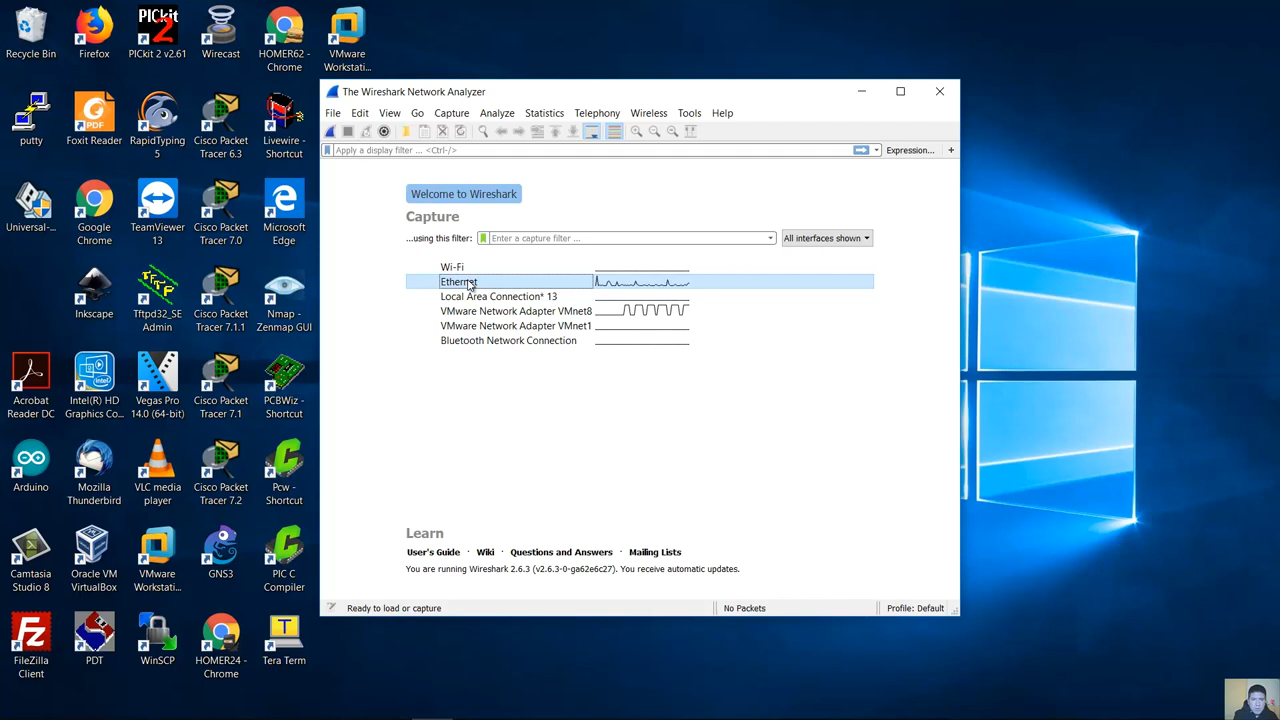 Recycle Bin
Firefox
PICkit 2 v2.61
Wirecast
HOMER62 -
Chrome
VMware
Workstati...
putty
Foxit Reader
RapidTyping
5
Cisco Packet
Tracer 6.3
Livewire -
Shortcut
Universal-...
Google
Chrome
TeamViewer
13
Cisco Packet
Tracer 7.0
Microsoft
Edge
Inkscape
Tftpd32_SE
Admin
Cisco Packet
Tracer 7.1.1
Nmap -
Zenmap GUI
Acrobat
Reader DC
Intel(R) HD
Graphics Co...
Vegas Pro
14.0 (64-bit)
Cisco Packet
Tracer 7.1
PCBWiz -
Shortcut
Arduino
Mozilla
Thunderbird
VLC media
player
Cisco Packet
Tracer 7.2
Pcw -
Shortcut
Camtasia
Studio 8
Oracle VM
VirtualBox
VMware
Workstati...
GNS3
PIC C
Compiler
FileZilla
Client
PDT
WinSCP
HOMER24 -
Chrome
Tera Term
The Wireshark Network Analyzer
File Edit View Go Capture Analyze Statistics Telephony Wireless Tools Help
Apply a display filter ... <Ctrl-/> Expression... +
Welcome to Wireshark
Capture
...using this filter: Enter a capture filter ... All interfaces shown
Wi-Fi
Ethernet
Local Area Connection* 13
VMware Network Adapter VMnet8
VMware Network Adapter VMnet1
Bluetooth Network Connection
Learn
User's Guide · Wiki · Questions and Answers · Mailing Lists
You are running Wireshark 2.6.3 (v2.6.3-0-ga62e6c27). You receive automatic updates.
Ready to load or capture No Packets Profile: Default